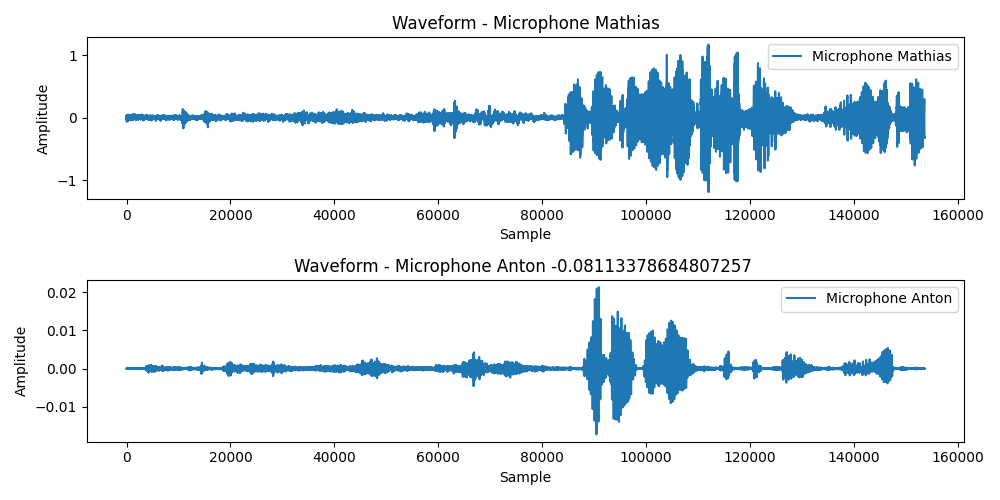 Waveform - Microphone Mathias
Microphone Mathias
Amplitude
1
0
−1
0 20000 40000 60000 80000 100000 120000 140000 160000
Sample
Waveform - Microphone Anton -0.08113378684807257
Microphone Anton
Amplitude
0.02
0.01
0.00
−0.01
0 20000 40000 60000 80000 100000 120000 140000 160000
Sample